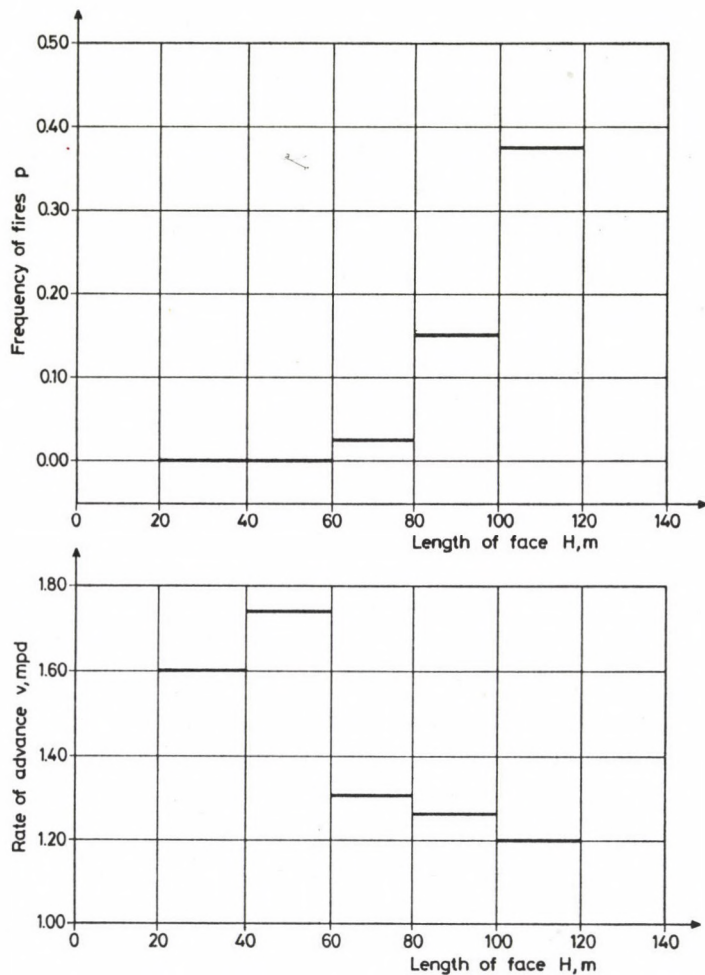 0.50
0.40
0.30
0.20
0.10
0.00
Frequency of fires p
0 20 40 60 80 100 120 140
Length of face H,m
1.80
1.60
1.40
1.20
1.00
Rate of advance v,mpd
0 20 40 60 80 100 120 140
Length of face H,m